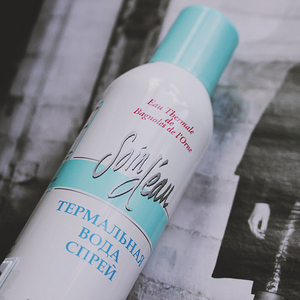 Eau Thermale
de
Bagnoles de l'Orne
Soin
d'eau
ТЕРМАЛЬНАЯ
ВОДА
СПРЕЙ